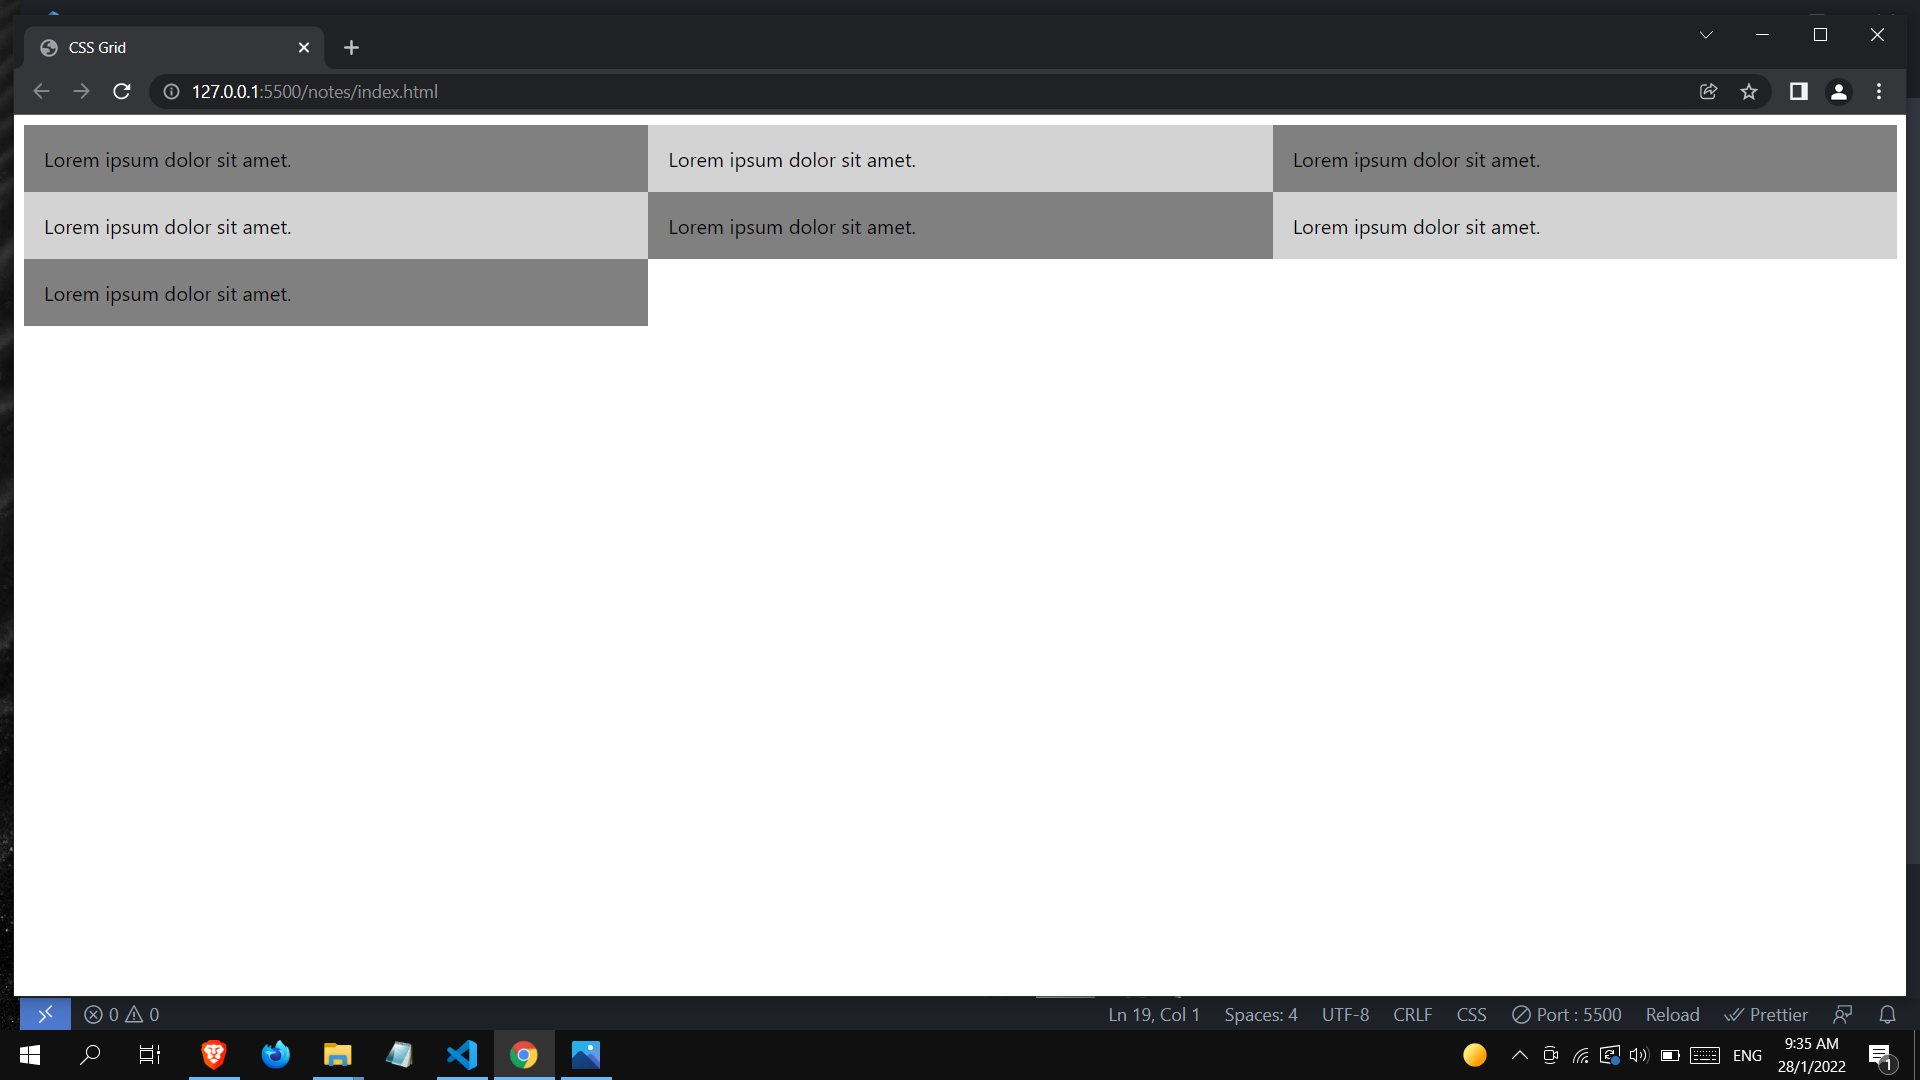 CSS Grid
127.0.0.1:5500/notes/index.html
Lorem ipsum dolor sit amet. Lorem ipsum dolor sit amet. Lorem ipsum dolor sit amet.
Lorem ipsum dolor sit amet. Lorem ipsum dolor sit amet. Lorem ipsum dolor sit amet.
Lorem ipsum dolor sit amet.
0 0 Ln 19, Col 1 Spaces: 4 UTF-8 CRLF CSS Port : 5500 Reload Prettier
ENG 9:35 AM
28/1/2022 1